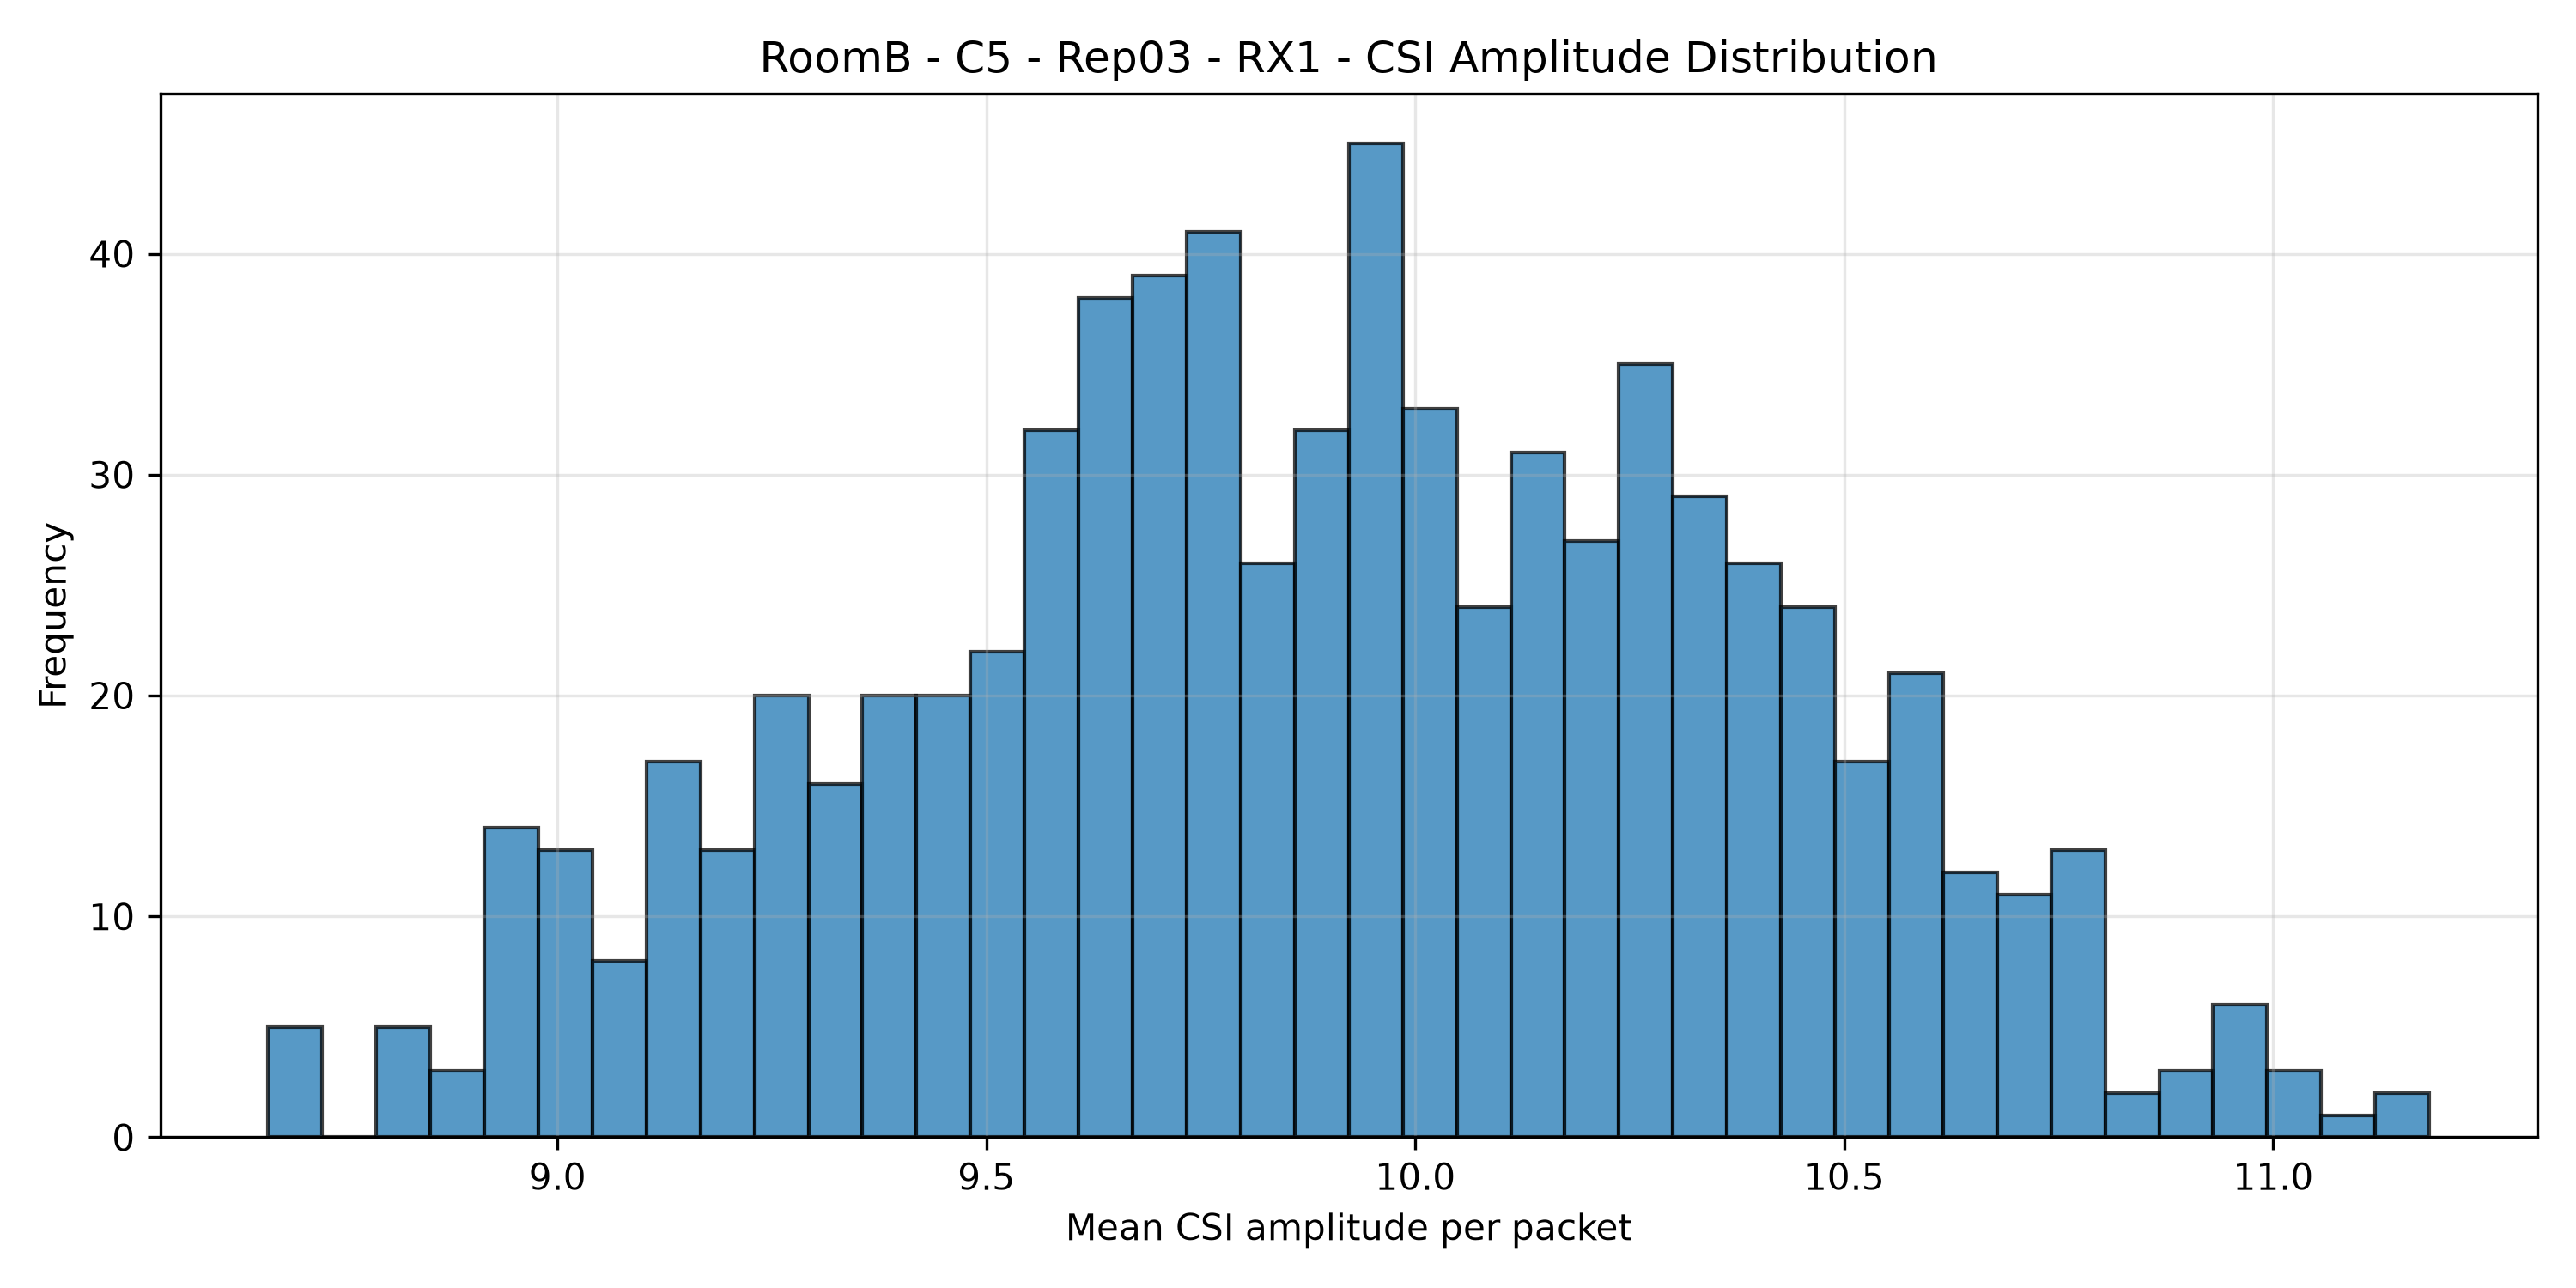 RoomB - C5 - Rep03 - RX1 - CSI Amplitude Distribution
Frequency
40
30
20
10
0
9.0 9.5 10.0 10.5 11.0
Mean CSI amplitude per packet